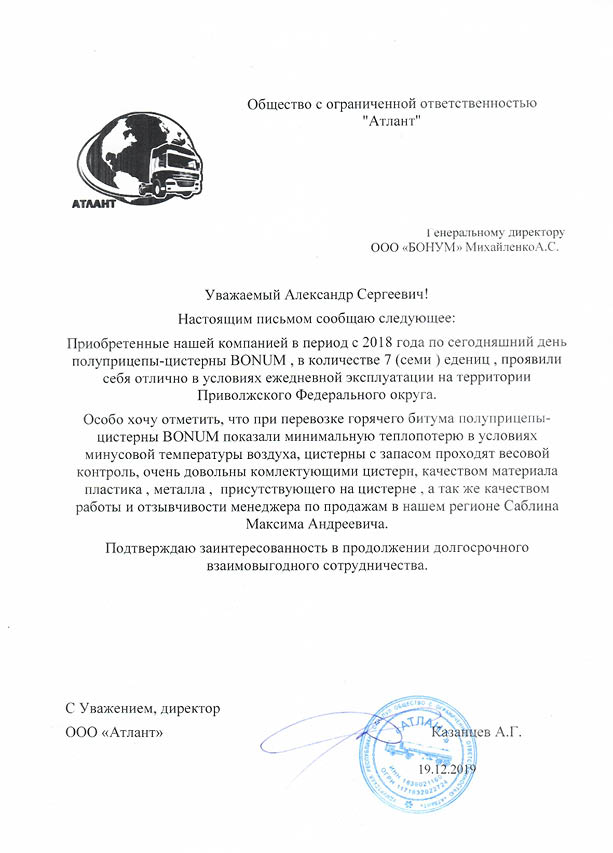 Общество с ограниченной ответственностью
"Атлант"
АТЛАНТ
Генеральному директору
ООО «БОНУМ» МихайленкоА.С.
Уважаемый Александр Сергеевич!
Настоящим письмом сообщаю следующее:
Приобретенные нашей компанией в период с 2018 года по сегодняшний день
полуприцепы-цистерны BONUM , в количестве 7 (семи ) едениц , проявили
себя отлично в условиях ежедневной эксплуатации на территории
Приволжского Федерального округа.
Особо хочу отметить, что при перевозке горячего битума полуприцепы-
цистерны BONUM показали минимальную теплопотерю в условиях
минусовой температуры воздуха, цистерны с запасом проходят весовой
контроль, очень довольны комлектующими цистерн, качеством материала
пластика , металла , присутствующего на цистерне , а так же качеством
работы и отзывчивости менеджера по продажам в нашем регионе Саблина
Максима Андреевича.
Подтверждаю заинтересованность в продолжении долгосрочного
взаимовыгодного сотрудничества.
С Уважением, директор
ООО «Атлант»
Казанцев А.Г.
19.12.2019
АТЛАНТ
ИНН
ОГРН